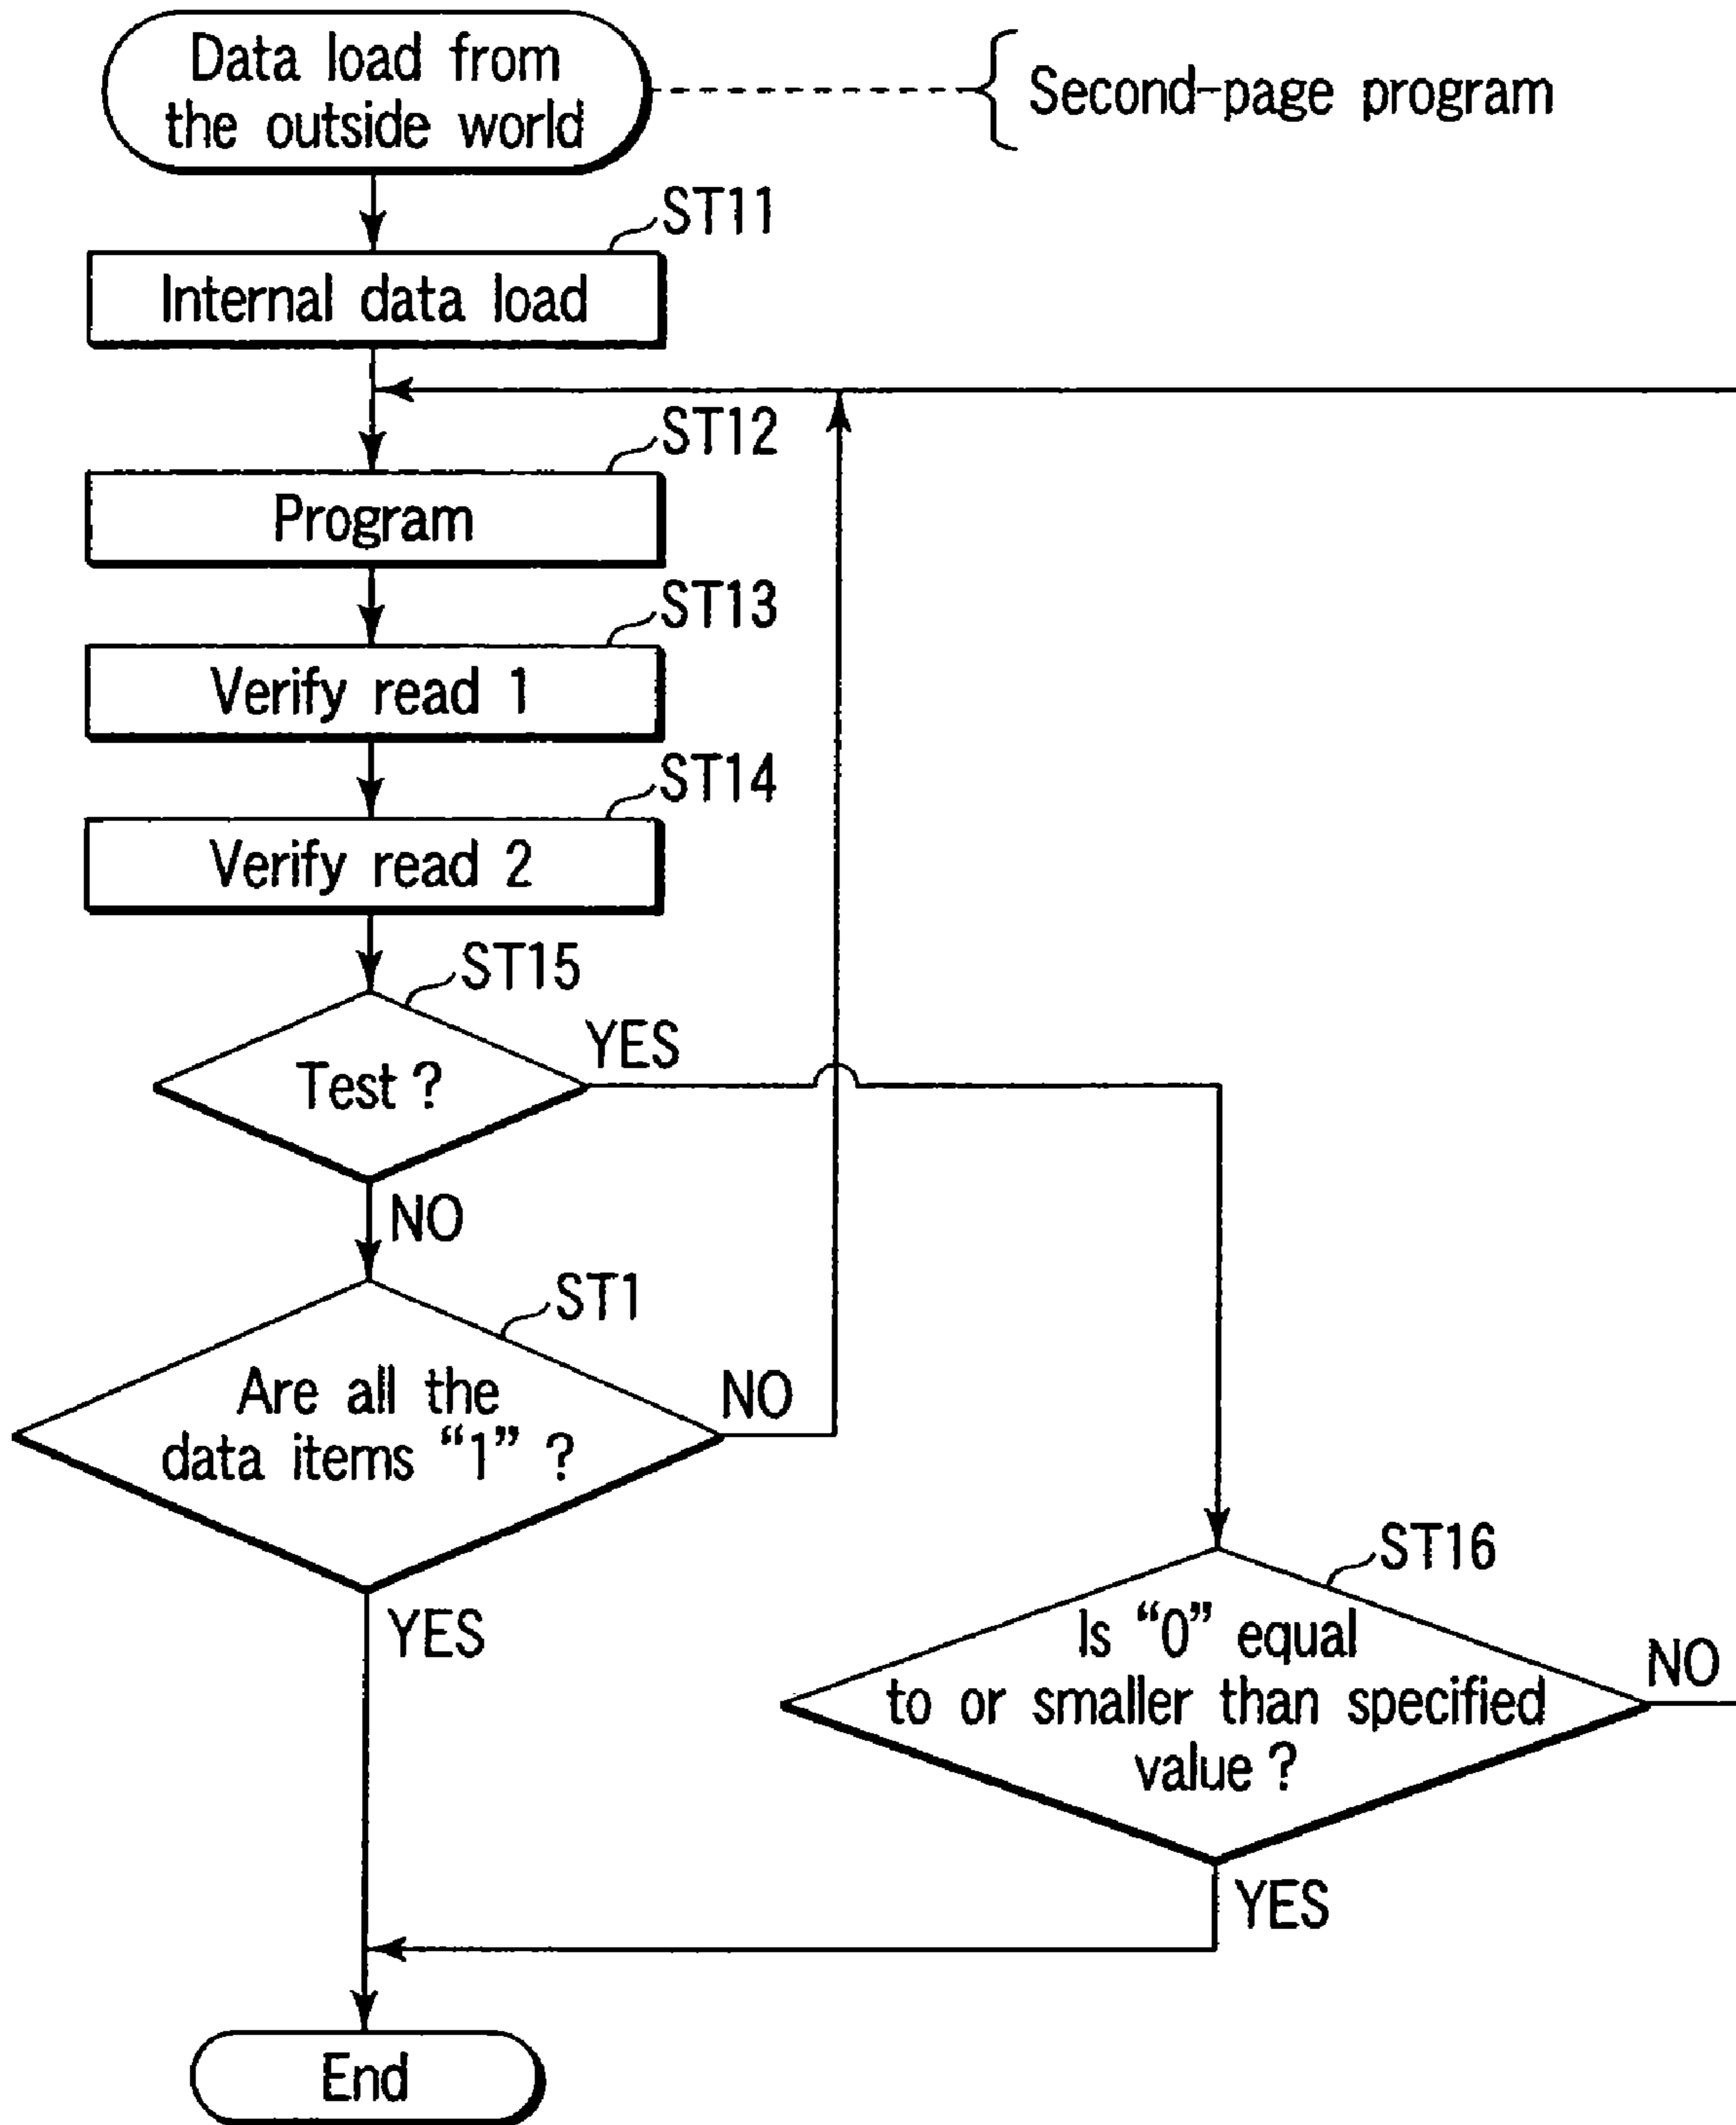 Data load from
the outside world
Second-page program
ST11
Internal data load
ST12
Program
ST13
Verify read 1
ST14
Verify read 2
ST15
Test ?
YES
NO
ST1
Are all the
data items “1” ?
NO
YES
ST16
Is “0” equal
to or smaller than specified
value ?
NO
YES
End